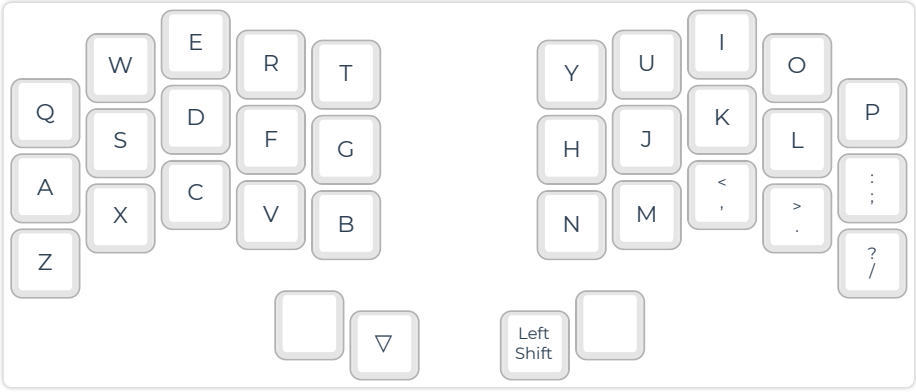 Q W E R T Y U I O P
A S D F G H J K L :
;
Z X C V B N M <
, >
. ?
/
▽ Left
Shift